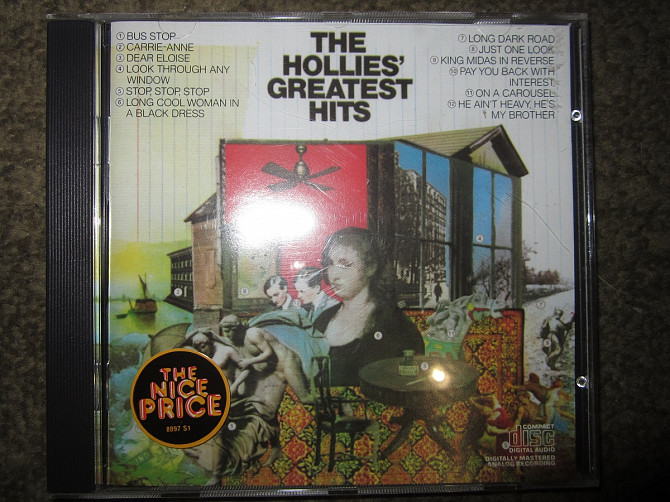 ① BUS STOP
② CARRIE-ANNE
③ DEAR ELOISE
④ LOOK THROUGH ANY
WINDOW
⑤ STOP, STOP, STOP
⑥ LONG COOL WOMAN IN
A BLACK DRESS
THE
HOLLIES'
GREATEST
HITS
⑦ LONG DARK ROAD
⑧ JUST ONE LOOK
⑨ KING MIDAS IN REVERSE
⑩ PAY YOU BACK WITH
INTEREST
⑪ ON A CAROUSEL
⑫ HE AIN'T HEAVY, HE'S
MY BROTHER
THE
NICE
PRICE
COMPACT
disc
DIGITAL AUDIO
DIGITALLY MASTERED
ANALOG RECORDING